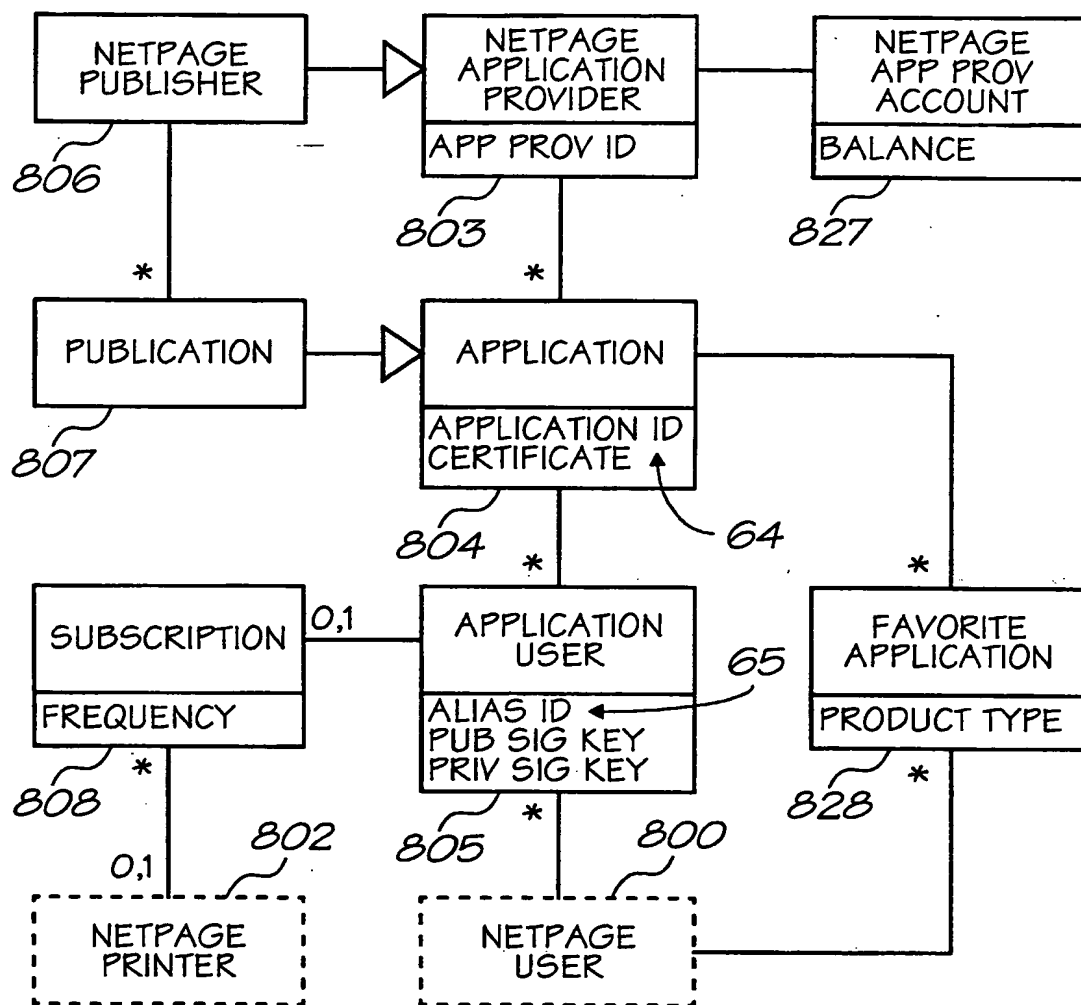 NETPAGE
PUBLISHER
806
NETPAGE
APPLICATION
PROVIDER
APP PROV ID
803
NETPAGE
APP PROV
ACCOUNT
BALANCE
827
*
*
PUBLICATION
807
APPLICATION
APPLICATION ID
CERTIFICATE
804
64
*
*
SUBSCRIPTION
FREQUENCY
808
0,1
APPLICATION
USER
ALIAS ID
PUB SIG KEY
PRIV SIG KEY
805
65
FAVORITE
APPLICATION
PRODUCT TYPE
828
*
*
*
0,1
802
NETPAGE
PRINTER
800
NETPAGE
USER